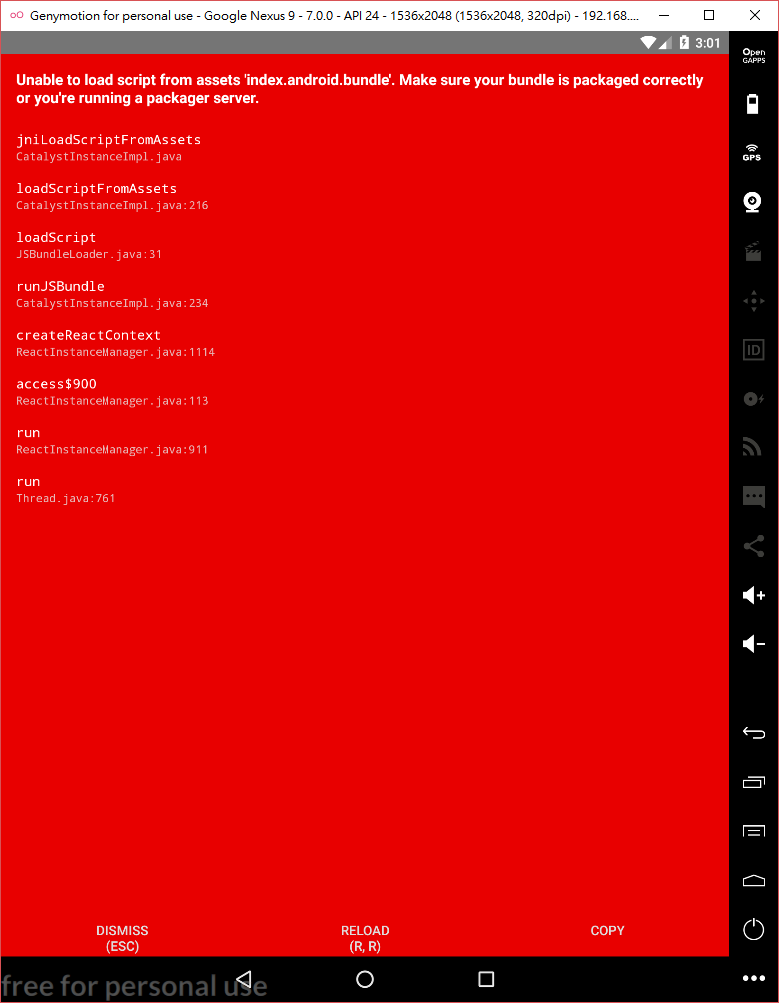 Genymotion for personal use - Google Nexus 9 - 7.0.0 - API 24 - 1536x2048 (1536x2048, 320dpi) - 192.168....
3:01
Open
GAPPS
Unable to load script from assets 'index.android.bundle'. Make sure your bundle is packaged correctly
or you're running a packager server.
jniLoadScriptFromAssets
CatalystInstanceImpl.java
GPS
loadScriptFromAssets
CatalystInstanceImpl.java:216
loadScript
JSBundleLoader.java:31
runJSBundle
CatalystInstanceImpl.java:234
createReactContext
ReactInstanceManager.java:1114
ID
access$900
ReactInstanceManager.java:113
run
ReactInstanceManager.java:911
run
Thread.java:761
DISMISS
(ESC)
RELOAD
(R, R)
COPY
free for personal use